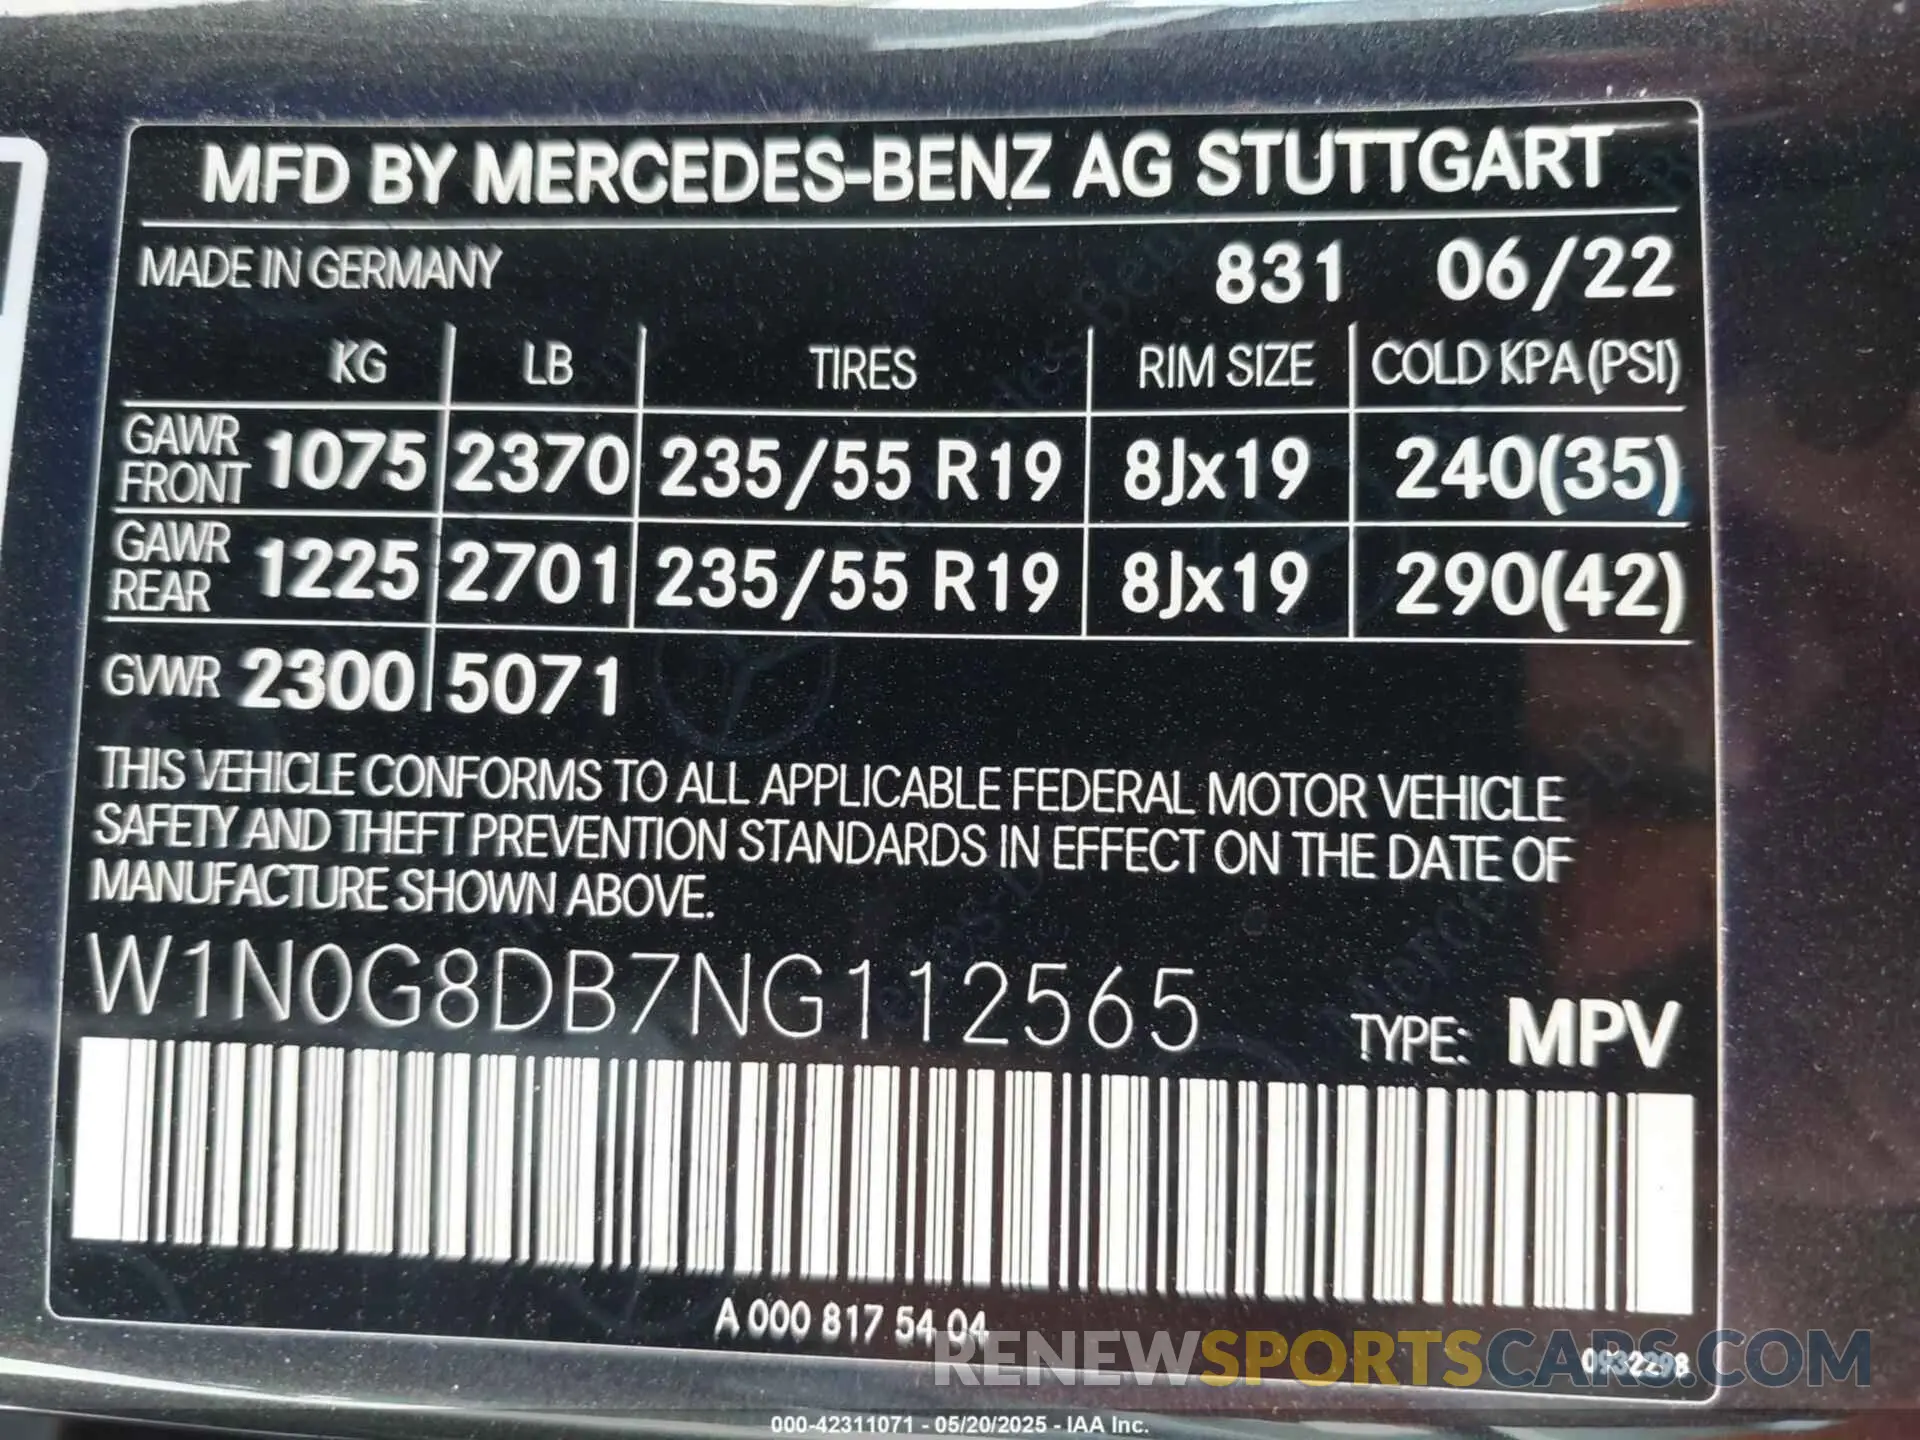 MFD BY MERCEDES-BENZ AG STUTTGART
MADE IN GERMANY 831 06/22
KG LB TIRES RIM SIZE COLD KPA (PSI)
GAWR FRONT 1075 2370 235/55 R19 8Jx19 240(35)
GAWR REAR 1225 2701 235/55 R19 8Jx19 290(42)
GVWR 2300 5071
THIS VEHICLE CONFORMS TO ALL APPLICABLE FEDERAL MOTOR VEHICLE
SAFETY AND THEFT PREVENTION STANDARDS IN EFFECT ON THE DATE OF
MANUFACTURE SHOWN ABOVE.
W1N0G8DB7NG112565 TYPE: MPV
A 000 817 54 04
RENEWSPORTSCARS.COM
0932298
000-42311071 - 05/20/2025 - IAA Inc.